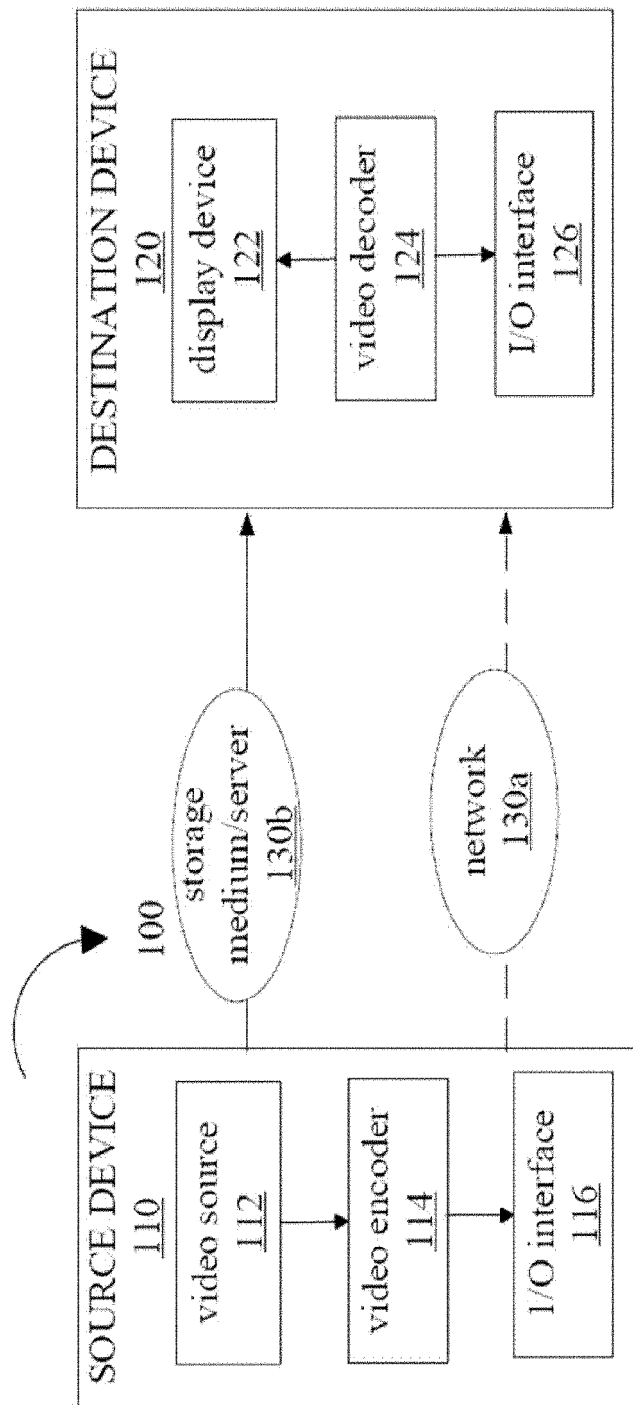 100
SOURCE DEVICE
110
video source
112
video encoder
114
I/O interface
116
storage
medium/server
130b
network
130a
DESTINATION DEVICE
120
display device
122
video decoder
124
I/O interface
126